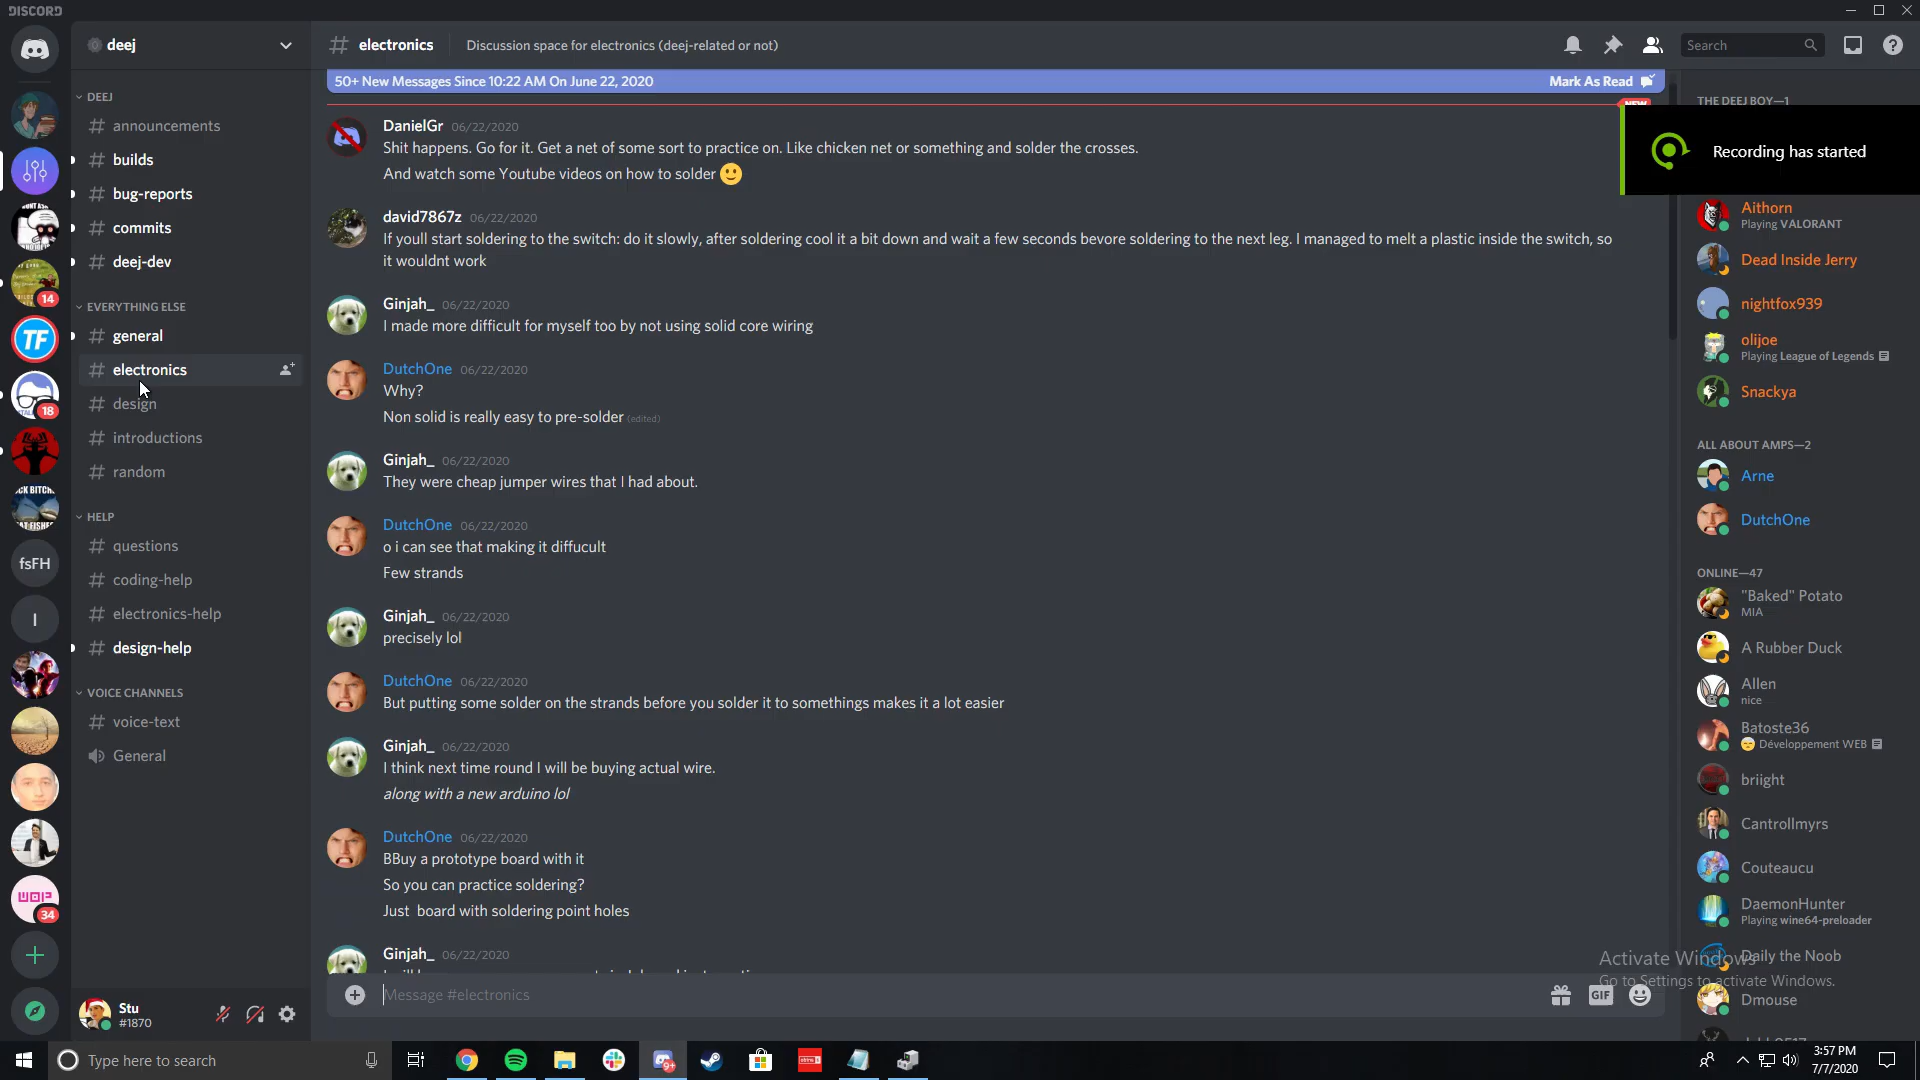 DISCORD
deej
electronics
Discussion space for electronics (deej-related or not)
Search
50+ New Messages Since 10:22 AM On June 22, 2020
Mark As Read
NEW
DEEJ
announcements
builds
bug-reports
commits
deej-dev
EVERYTHING ELSE
general
electronics
design
introductions
random
HELP
questions
coding-help
electronics-help
design-help
VOICE CHANNELS
voice-text
General
14
TF
18
fsFH
I
34
Stu
#1870
DanielGr 06/22/2020
Shit happens. Go for it. Get a net of some sort to practice on. Like chicken net or something and solder the crosses.
And watch some Youtube videos on how to solder
david7867z 06/22/2020
If youll start soldering to the switch: do it slowly, after soldering cool it a bit down and wait a few seconds bevore soldering to the next leg. I managed to melt a plastic inside the switch, so
it wouldnt work
Ginjah_ 06/22/2020
I made more difficult for myself too by not using solid core wiring
DutchOne 06/22/2020
Why?
Non solid is really easy to pre-solder (edited)
Ginjah_ 06/22/2020
They were cheap jumper wires that I had about.
DutchOne 06/22/2020
o i can see that making it diffucult
Few strands
Ginjah_ 06/22/2020
precisely lol
DutchOne 06/22/2020
But putting some solder on the strands before you solder it to somethings makes it a lot easier
Ginjah_ 06/22/2020
I think next time round I will be buying actual wire.
along with a new arduino lol
DutchOne 06/22/2020
BBuy a prototype board with it
So you can practice soldering?
Just board with soldering point holes
Ginjah_ 06/22/2020
Message #electronics
GIF
THE DEEJ BOY—1
Recording has started
Aithorn
Playing VALORANT
Dead Inside Jerry
nightfox939
olijoe
Playing League of Legends
Snackya
ALL ABOUT AMPS—2
Arne
DutchOne
ONLINE—47
"Baked" Potato
MIA
A Rubber Duck
Allen
nice
Batoste36
Développement WEB
briight
Cantrollmyrs
Couteaucu
DaemonHunter
Playing wine64-preloader
Daily the Noob
Dmouse
Activate Windows
Go to Settings to activate Windows.
Type here to search
9+
3:57 PM
7/7/2020